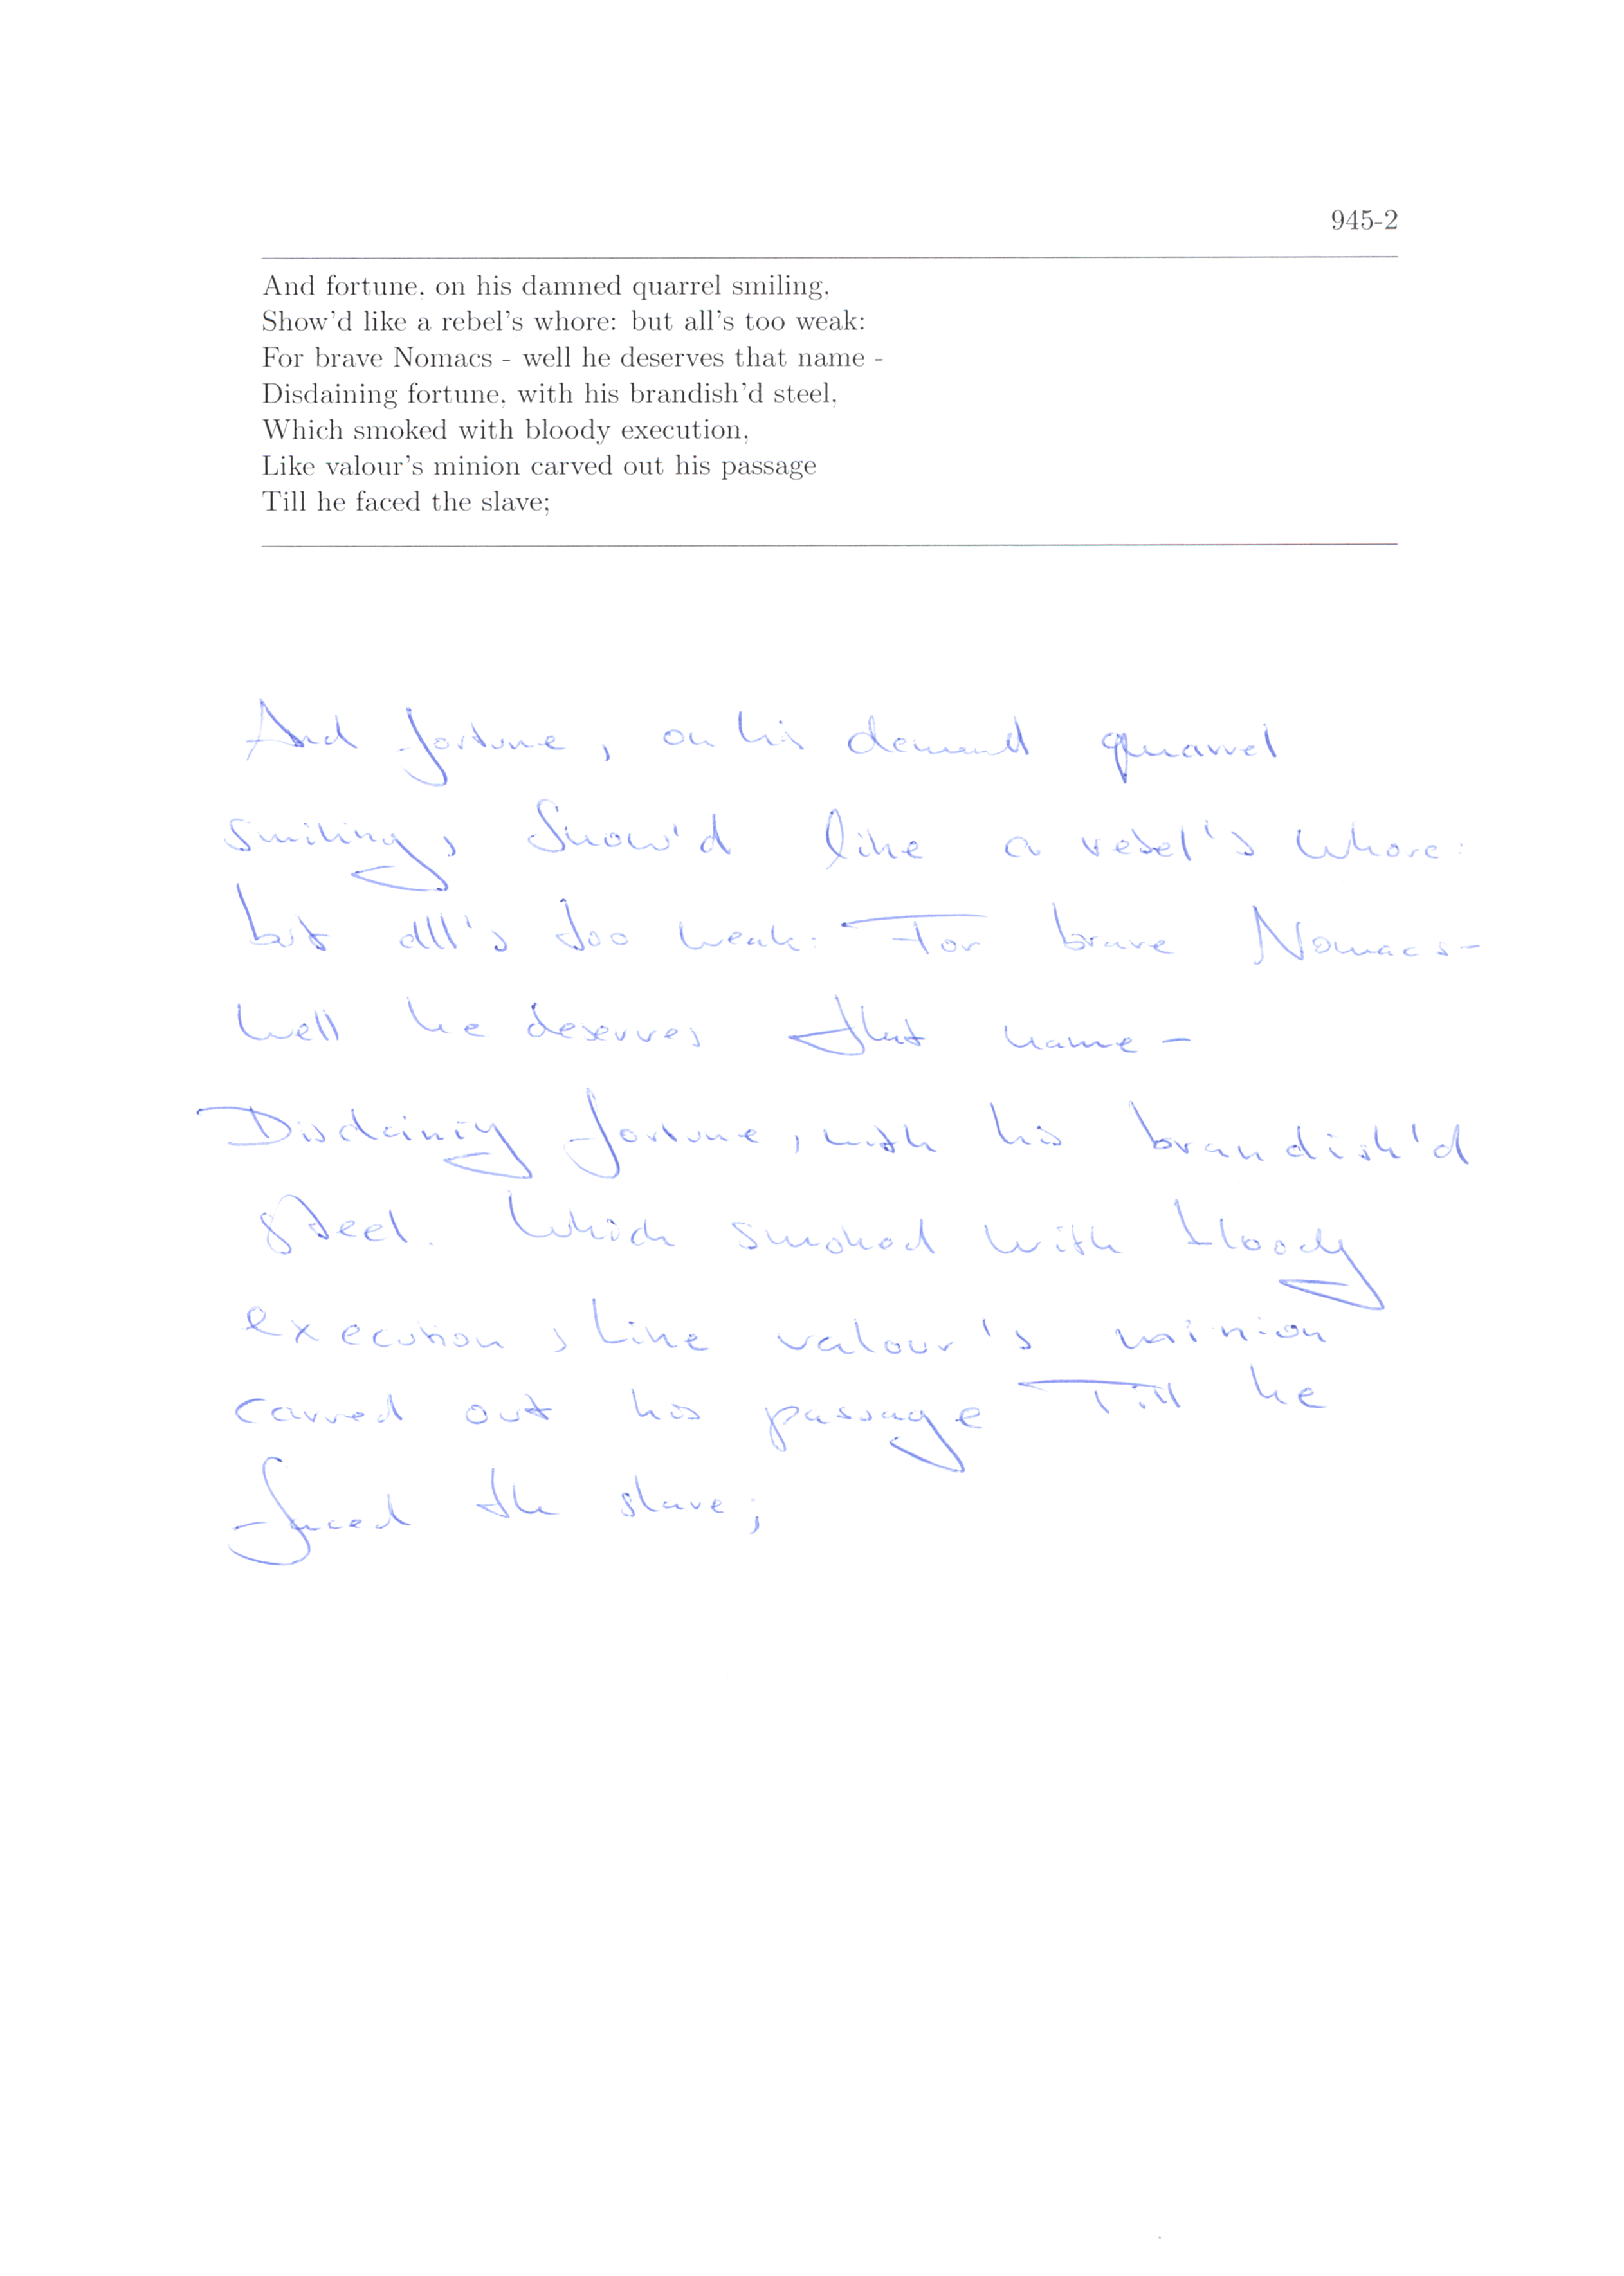 945-2
And fortune, on his damned quarrel smiling,
Show'd like a rebel's whore: but all's too weak:
For brave Nomacs - well he deserves that name -
Disdaining fortune, with his brandish'd steel,
Which smoked with bloody execution,
Like valour's minion carved out his passage
Till he faced the slave;
And fortune, on his damned quarrel
smiling, Show'd like a rebel's whore:
but all's too weak: For brave Nomacs-
well he deserves that name-
Disdaining fortune, with his brandish'd
steel. Which smoked with bloody
execution, Like valour's minion
carved out his passage Till he
faced the slave;